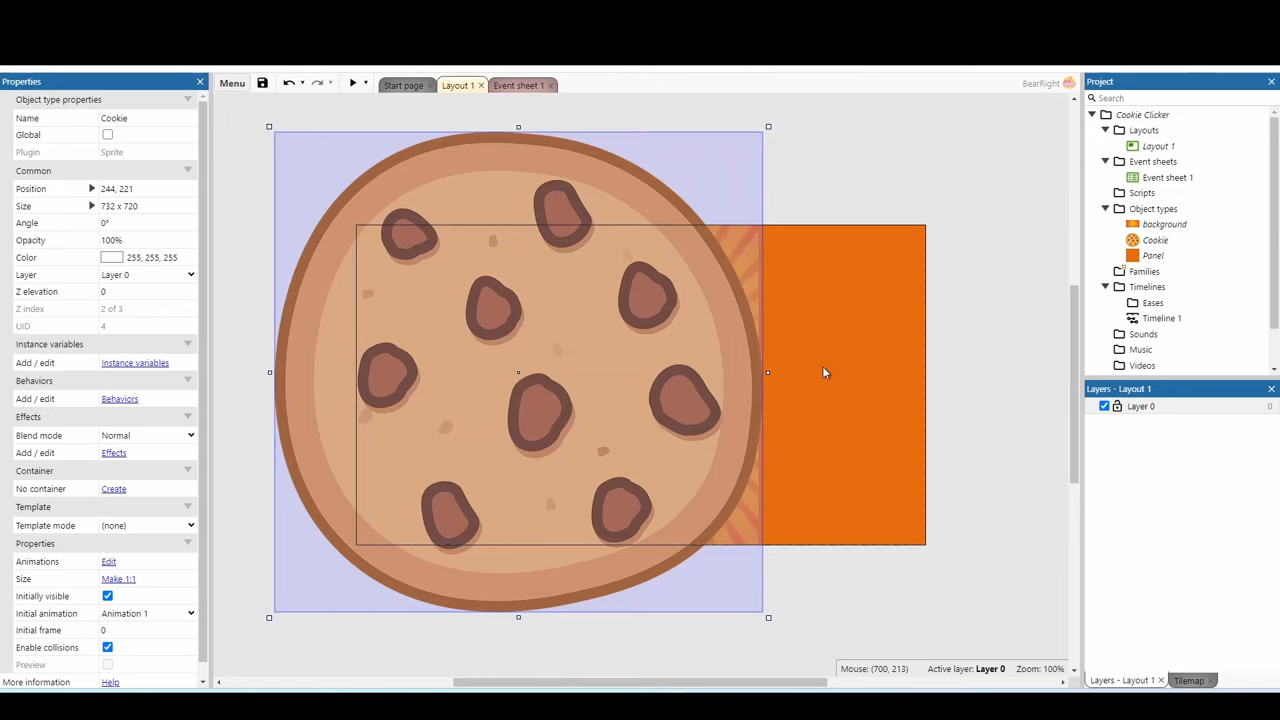 Properties
Menu
Start page
Layout 1
Event sheet 1
BearRight
Project
Object type properties
Name Cookie
Global
Plugin Sprite
Common
Position 244, 221
Size 732 x 720
Angle 0°
Opacity 100%
Color 255, 255, 255
Layer Layer 0
Z elevation 0
Z index 2 of 3
UID 4
Instance variables
Add / edit Instance variables
Behaviors
Add / edit Behaviors
Effects
Blend mode Normal
Add / edit Effects
Container
No container Create
Template
Template mode (none)
Properties
Animations Edit
Size Make 1:1
Initially visible
Initial animation Animation 1
Initial frame 0
Enable collisions
Preview
More information Help
Mouse: (700, 213) Active layer: Layer 0 Zoom: 100%
Search
Cookie Clicker
Layouts
Layout 1
Event sheets
Event sheet 1
Scripts
Object types
background
Cookie
Panel
Families
Timelines
Eases
Timeline 1
Sounds
Music
Videos
Layers - Layout 1
Layer 0 0
Layers - Layout 1
Tilemap